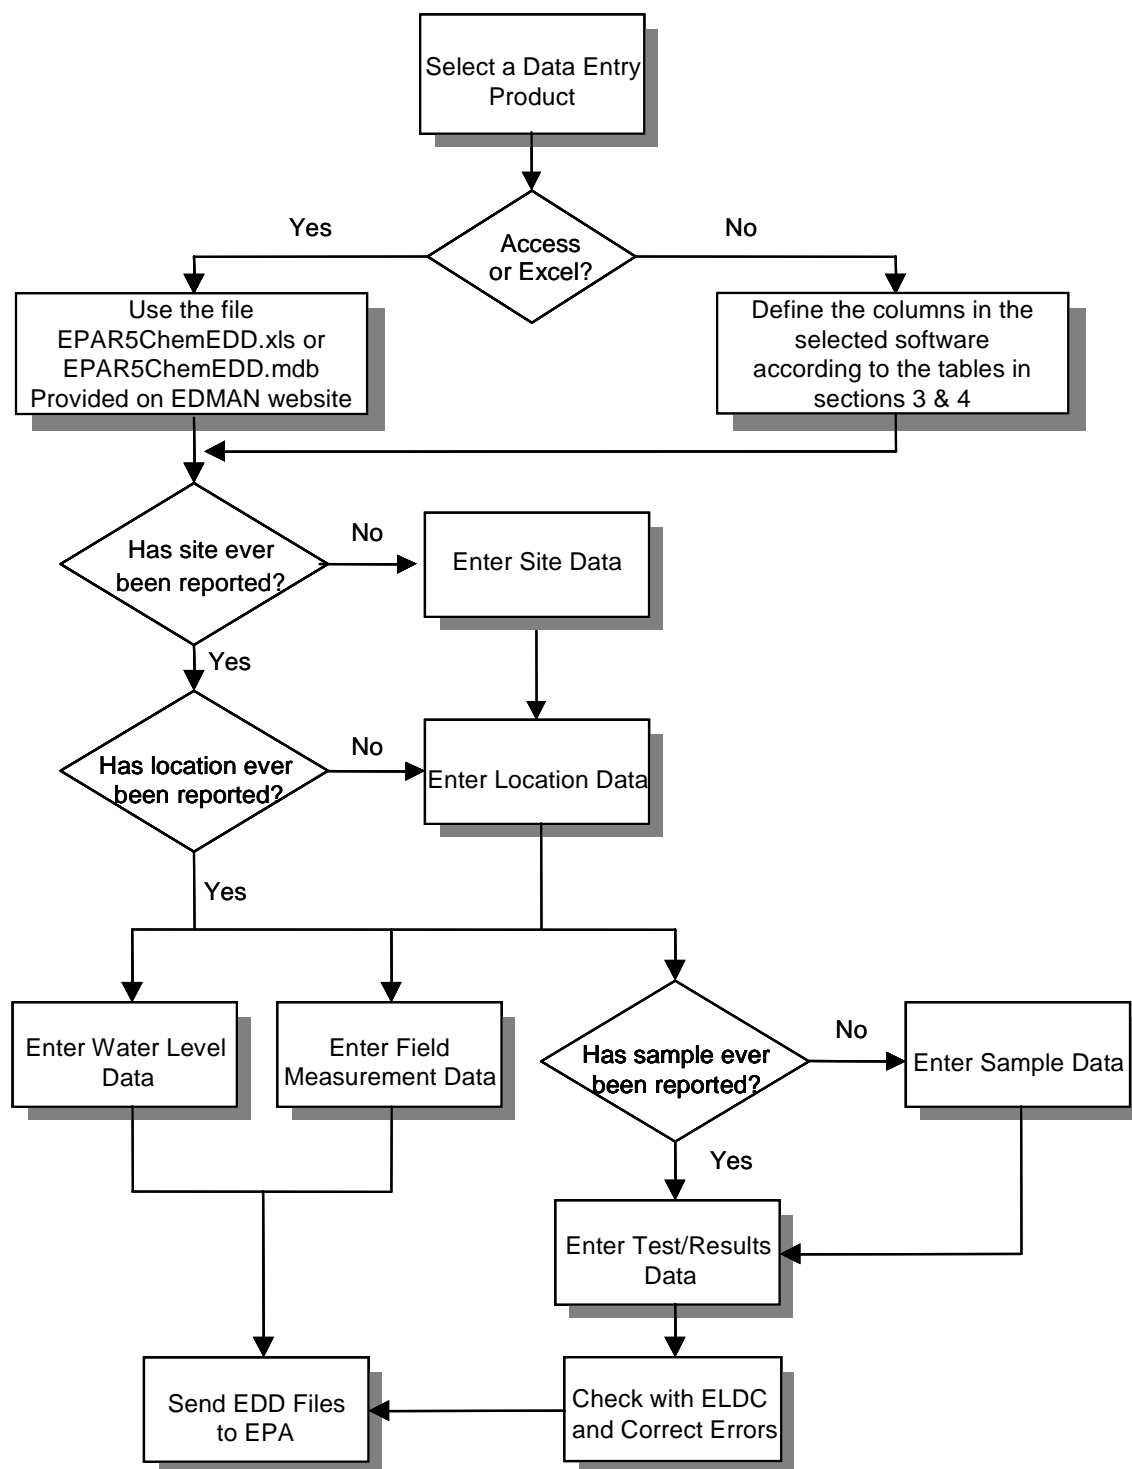 Select a Data Entry
Product
Yes
No
Access
or Excel?
Use the file
EPAR5ChemEDD.xls or
EPAR5ChemEDD.mdb
Provided on EDMAN website
Define the columns in the
selected software
according to the tables in
sections 3 & 4
Has site ever
been reported?
No
Enter Site Data
Yes
Has location ever
been reported?
No
Enter Location Data
Yes
Enter Water Level
Data
Enter Field
Measurement Data
Has sample ever
been reported?
No
Enter Sample Data
Yes
Enter Test/Results
Data
Send EDD Files
to EPA
Check with ELDC
and Correct Errors